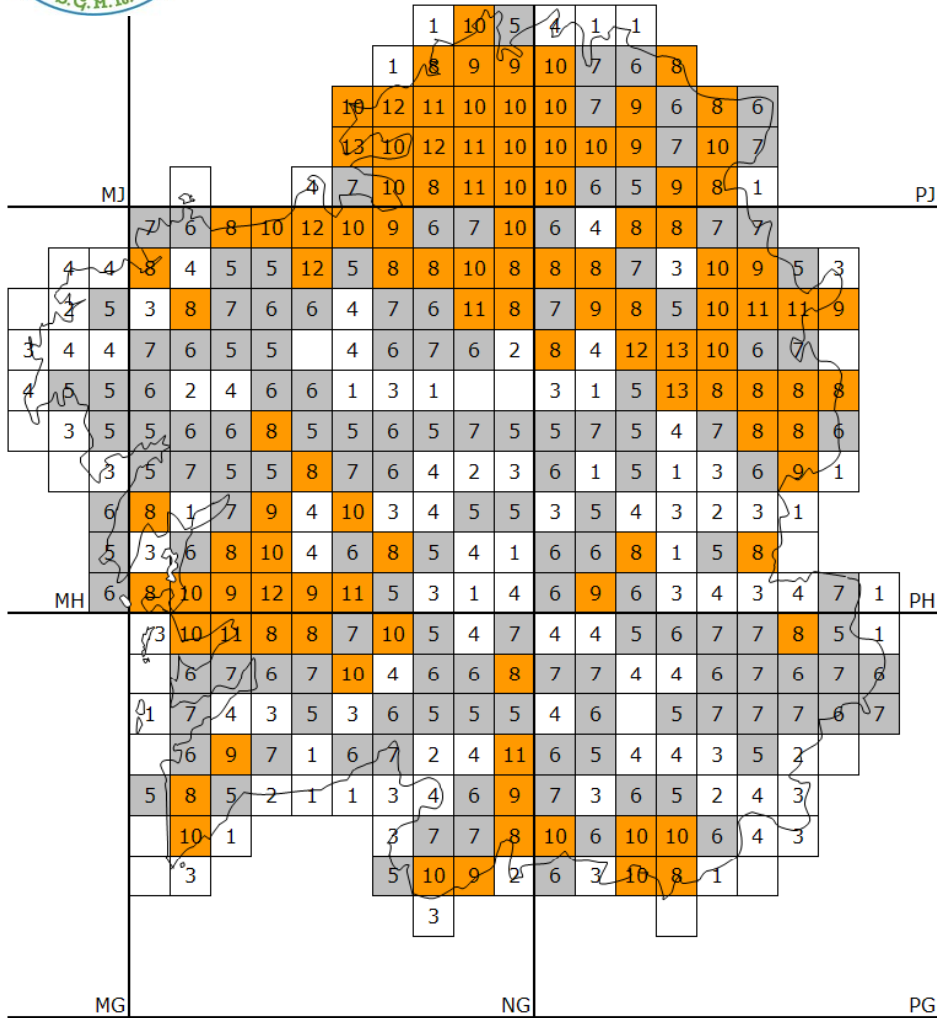 1 10 5 4 1 1
1 8 9 9 10 7 6 8
10 12 11 10 10 10 7 9 6 8 6
13 10 12 11 10 10 10 9 7 10 7
MJ 4 7 10 8 11 10 10 6 5 9 8 1 PJ
7 6 8 10 12 10 9 6 7 10 6 4 8 8 7 7
4 4 8 4 5 5 12 5 8 8 10 8 8 8 7 3 10 9 5 3
2 5 3 8 7 6 6 4 7 6 11 8 7 9 8 5 10 11 11 9
3 4 4 7 6 5 5 4 6 7 6 2 8 4 12 13 10 6 7
4 5 5 6 2 4 6 6 1 3 1 3 1 5 13 8 8 8 8
3 5 5 6 6 8 5 5 6 5 7 5 5 7 5 4 7 8 8 6
3 5 7 5 5 8 7 6 4 2 3 6 1 5 1 3 6 9 1
6 8 1 7 9 4 10 3 4 5 5 3 5 4 3 2 3 1
5 3 6 8 10 4 6 8 5 4 1 6 6 8 1 5 8
MH 6 8 10 9 12 9 11 5 3 1 4 6 9 6 3 4 3 4 7 1 PH
3 10 11 8 8 7 10 5 4 7 4 4 5 6 7 7 8 5 1
6 7 6 7 10 4 6 6 8 7 7 4 4 6 7 6 7 6
1 7 4 3 5 3 6 5 5 5 4 6 5 7 7 7 6 7
6 9 7 1 6 7 2 4 11 6 5 4 4 3 5 2
5 8 5 2 1 1 3 4 6 9 7 3 6 5 2 4 3
10 1 3 7 7 8 10 6 10 10 6 4 3
3 5 10 9 2 6 3 10 8 1
3
MG NG PG